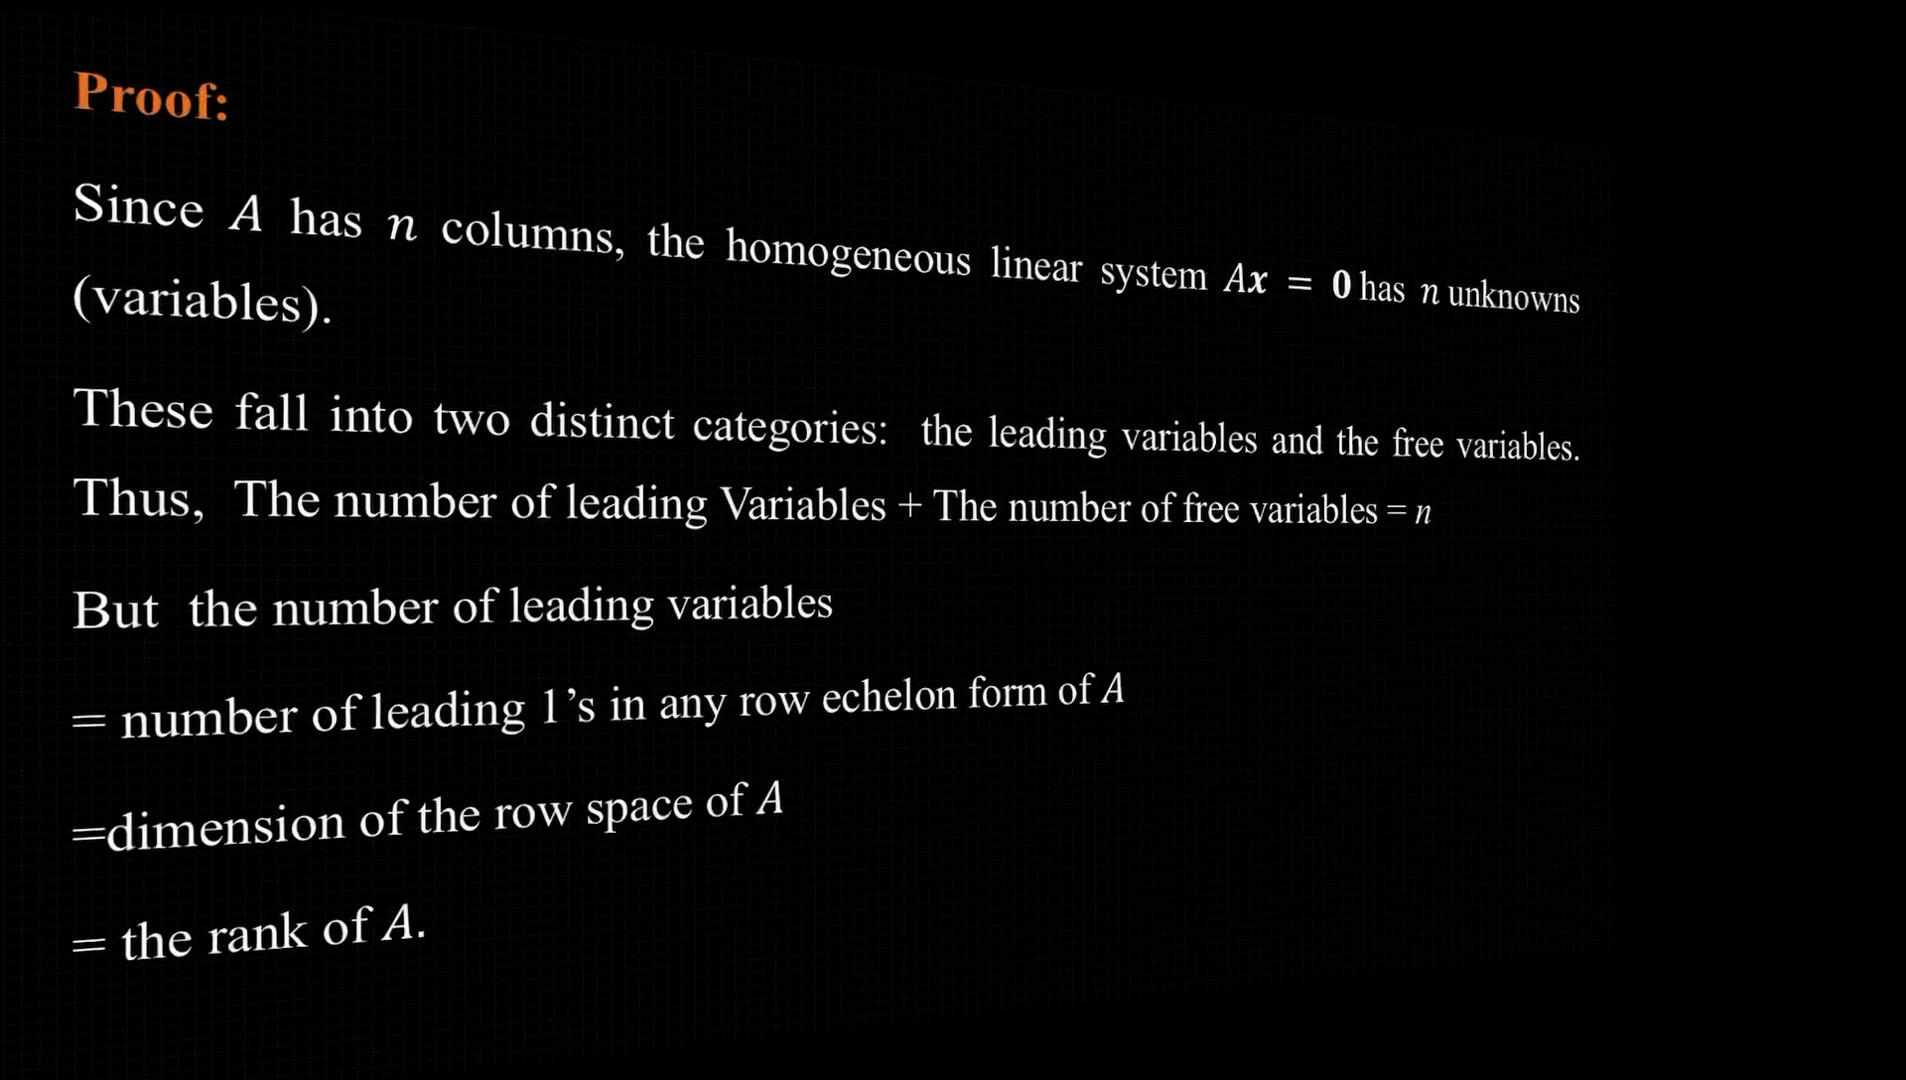 Proof:
Since A has n columns, the homogeneous linear system Ax = 0 has n unknowns
(variables).
These fall into two distinct categories: the leading variables and the free variables.
Thus, The number of leading Variables + The number of free variables = n
But the number of leading variables
= number of leading 1’s in any row echelon form of A
=dimension of the row space of A
= the rank of A.